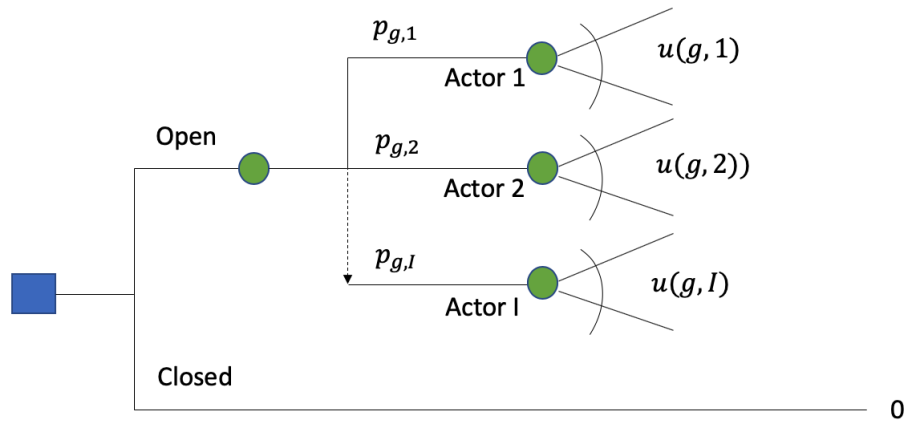 p_{g,1}
u(g, 1)
Actor 1
Open
p_{g,2}
u(g, 2))
Actor 2
p_{g,I}
u(g, I)
Actor I
Closed
0